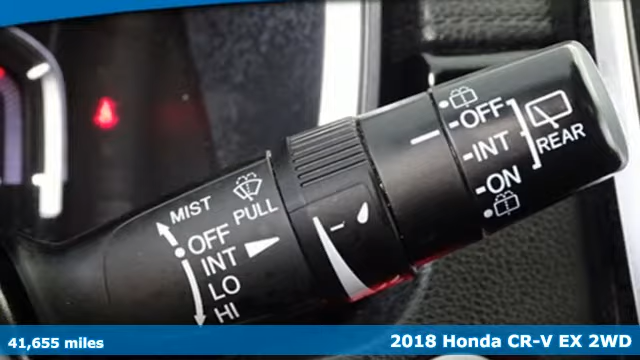 MIST
PULL
OFF
INT
LO
HI
OFF
INT
ON
REAR
41,655 miles
2018 Honda CR-V EX 2WD